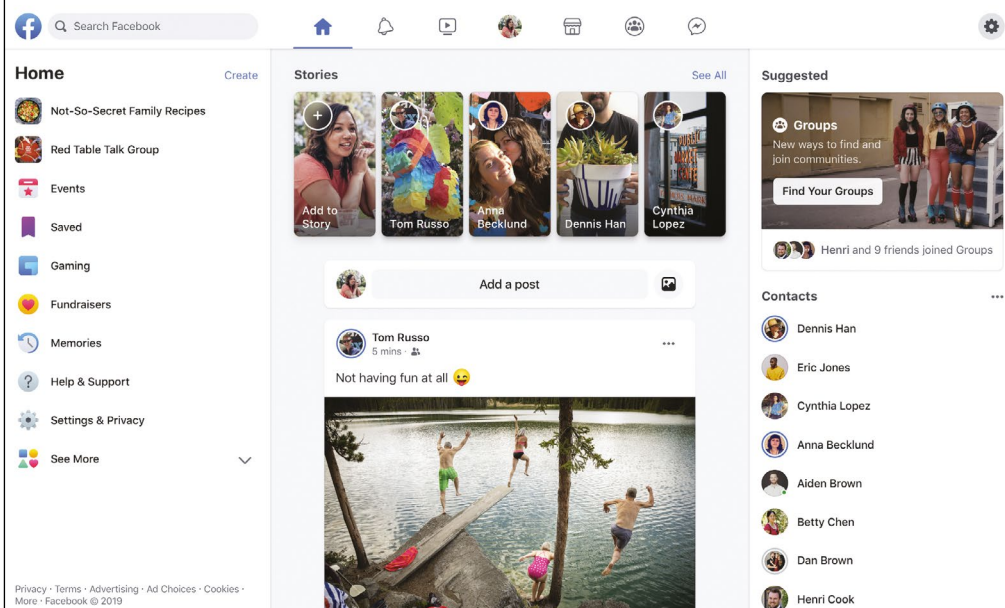 Search Facebook
Home
Create
Not-So-Secret Family Recipes
Red Table Talk Group
Events
Saved
Gaming
Fundraisers
Memories
Help & Support
Settings & Privacy
See More
Privacy · Terms · Advertising · Ad Choices · Cookies ·
More · Facebook © 2019
Stories
See All
Add to
Story
Tom Russo
Anna
Becklund
Dennis Han
Cynthia
Lopez
Add a post
Tom Russo
5 mins ·
Not having fun at all 😜
Suggested
Groups
New ways to find and
join communities.
Find Your Groups
Henri and 9 friends joined Groups
Contacts
Dennis Han
Eric Jones
Cynthia Lopez
Anna Becklund
Aiden Brown
Betty Chen
Dan Brown
Henri Cook